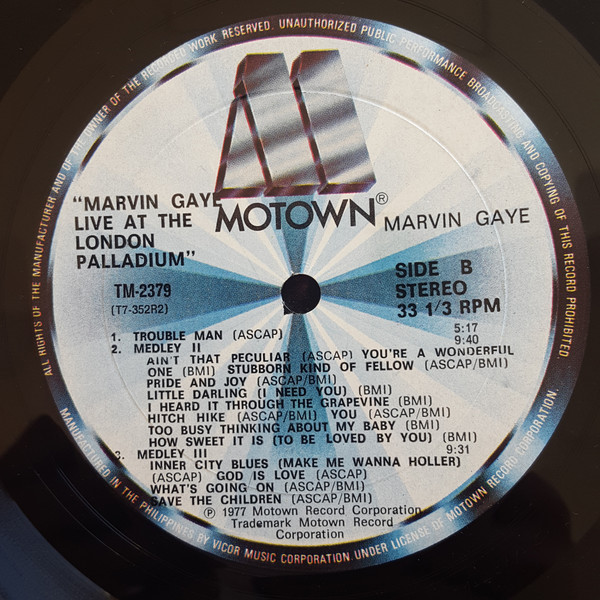 ALL RIGHTS OF THE MANUFACTURER AND OF THE OWNER OF THE RECORDED WORK RESERVED. UNAUTHORIZED PUBLIC PERFORMANCE BROADCASTING AND COPYING OF THIS RECORD PROHIBITED.
MOTOWN®
"MARVIN GAYE
LIVE AT THE
LONDON
PALLADIUM"
MARVIN GAYE
TM-2379
(T7-352R2)
SIDE B
STEREO
33 1/3 RPM
1. TROUBLE MAN (ASCAP) 5:17
2. MEDLEY II 9:40
AIN'T THAT PECULIAR (ASCAP) YOU'RE A WONDERFUL
ONE (BMI) STUBBORN KIND OF FELLOW (ASCAP/BMI)
PRIDE AND JOY (ASCAP/BMI)
LITTLE DARLING (I NEED YOU) (BMI)
I HEARD IT THROUGH THE GRAPEVINE (BMI)
HITCH HIKE (ASCAP/BMI) YOU (ASCAP/BMI)
TOO BUSY THINKING ABOUT MY BABY (BMI)
HOW SWEET IT IS (TO BE LOVED BY YOU) (BMI)
3. MEDLEY III 9:31
INNER CITY BLUES (MAKE ME WANNA HOLLER)
(ASCAP) GOD IS LOVE (ASCAP)
WHAT'S GOING ON (ASCAP/BMI)
SAVE THE CHILDREN (ASCAP/BMI)
℗ 1977 Motown Record Corporation
Trademark Motown Record
Corporation
MANUFACTURED IN THE PHILIPPINES BY VICOR MUSIC CORPORATION UNDER LICENSE OF MOTOWN RECORD CORPORATION.